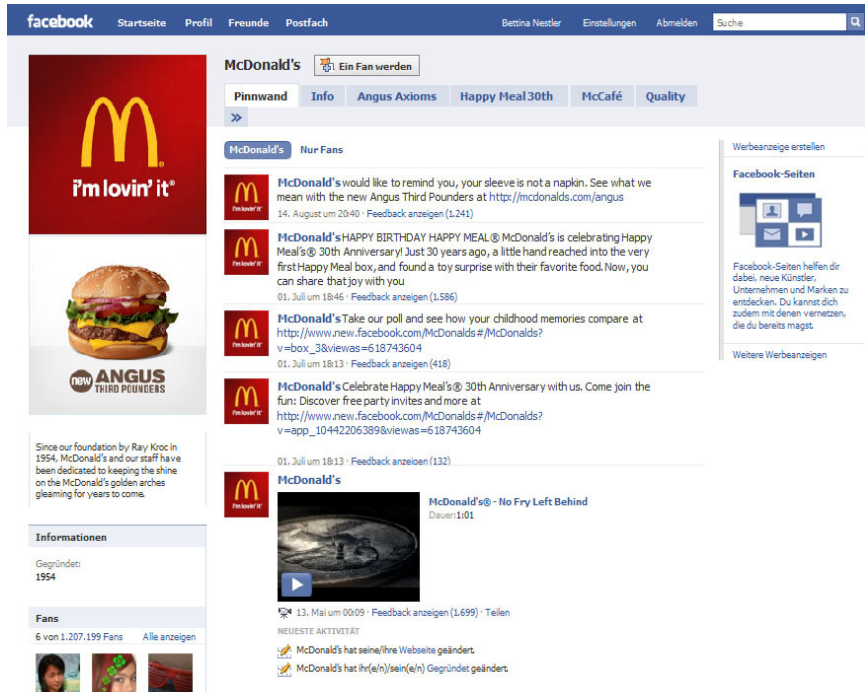 facebook Startseite Profil Freunde Postfach Bettina Nestler Einstellungen Abmelden Suche
McDonald's Ein Fan werden
Pinnwand Info Angus Axioms Happy Meal 30th McCafé Quality
»
M
i'm lovin' it®
new ANGUS
THIRD POUNDERS
Since our foundation by Ray Kroc in
1954, McDonald's and our staff have
been dedicated to keeping the shine
on the McDonald's golden arches
gleaming for years to come.
Informationen
Gegründet:
1954
Fans
6 von 1.207.199 Fans Alle anzeigen
McDonald's Nur Fans
i'm lovin' it
McDonald's would like to remind you, your sleeve is not a napkin. See what we
mean with the new Angus Third Pounders at http://mcdonalds.com/angus
14. August um 20:40 · Feedback anzeigen (1.241)
i'm lovin' it
McDonald's HAPPY BIRTHDAY HAPPY MEAL® McDonald's is celebrating Happy
Meal's® 30th Anniversary! Just 30 years ago, a little hand reached into the very
first Happy Meal box, and found a toy surprise with their favorite food. Now, you
can share that joy with you
01. Juli um 18:46 · Feedback anzeigen (1.586)
i'm lovin' it
McDonald's Take our poll and see how your childhood memories compare at
http://www.new.facebook.com/McDonalds#/McDonalds?
v=box_3&viewas=618743604
01. Juli um 18:13 · Feedback anzeigen (418)
i'm lovin' it
McDonald's Celebrate Happy Meal's® 30th Anniversary with us. Come join the
fun: Discover free party invites and more at
http://www.new.facebook.com/McDonalds#/McDonalds?
v=app_10442206389&viewas=618743604
01. Juli um 18:13 · Feedback anzeigen (132)
i'm lovin' it
McDonald's
McDonald's® - No Fry Left Behind
Dauer:1:01
13. Mai um 00:09 · Feedback anzeigen (1.699) · Teilen
NEUESTE AKTIVITÄT
McDonald's hat seine/ihre Webseite geändert.
McDonald's hat ihr(e/n)/sein(e/n) Gegründet geändert.
Werbeanzeige erstellen
Facebook-Seiten
Facebook-Seiten helfen dir
dabei, neue Künstler,
Unternehmen und Marken zu
entdecken. Du kannst dich
zudem mit denen vernetzen,
die du bereits magst.
Weitere Werbeanzeigen